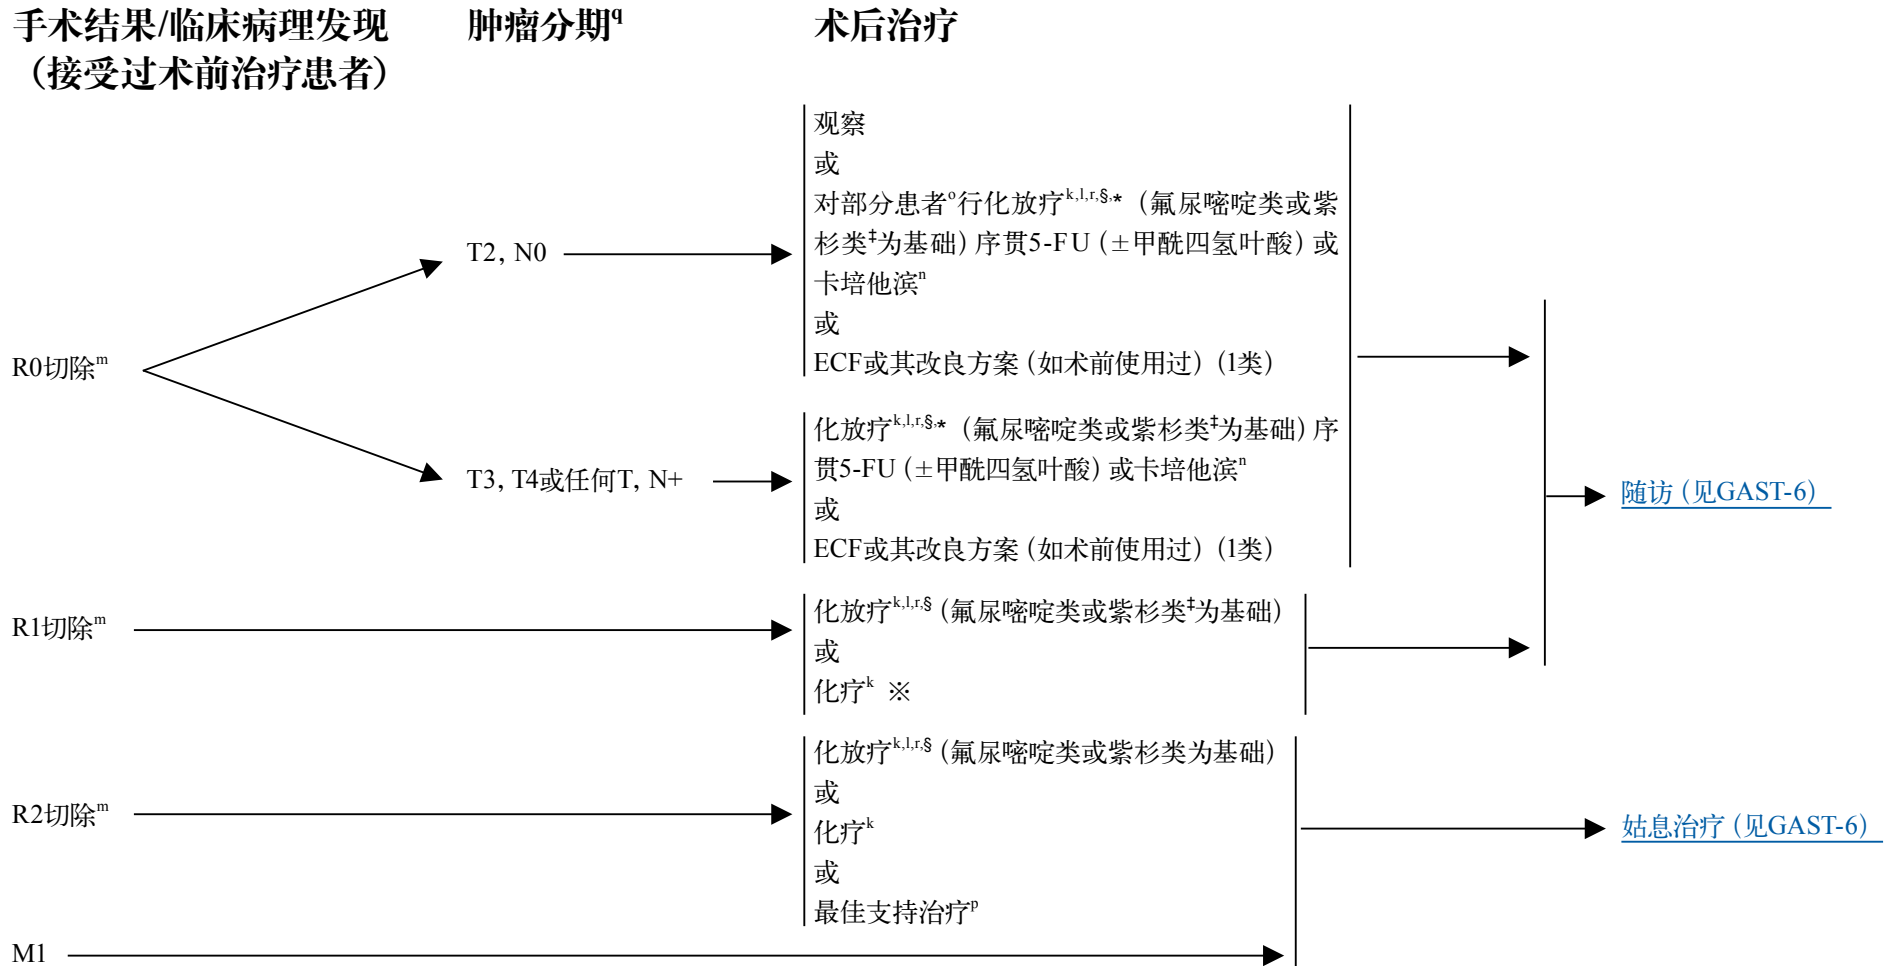 手术结果/临床病理发现
（接受过术前治疗患者）
肿瘤分期q
术后治疗
R0切除m
T2, N0
观察
或
对部分患者o行化放疗k,l,r,§,*（氟尿嘧啶类或紫
杉类‡为基础）序贯5-FU（±甲酰四氢叶酸）或
卡培他滨n
或
ECF或其改良方案（如术前使用过）(1类）
T3, T4或任何T, N+
化放疗k,l,r,§,*（氟尿嘧啶类或紫杉类‡为基础）序
贯5-FU（±甲酰四氢叶酸）或卡培他滨n
或
ECF或其改良方案（如术前使用过）(1类）
随访（见GAST-6）
R1切除m
化放疗k,l,r,§（氟尿嘧啶类或紫杉类‡为基础）
或
化疗k ※
R2切除m
化放疗k,l,r,§（氟尿嘧啶类或紫杉类为基础）
或
化疗k
或
最佳支持治疗p
姑息治疗（见GAST-6）
M1